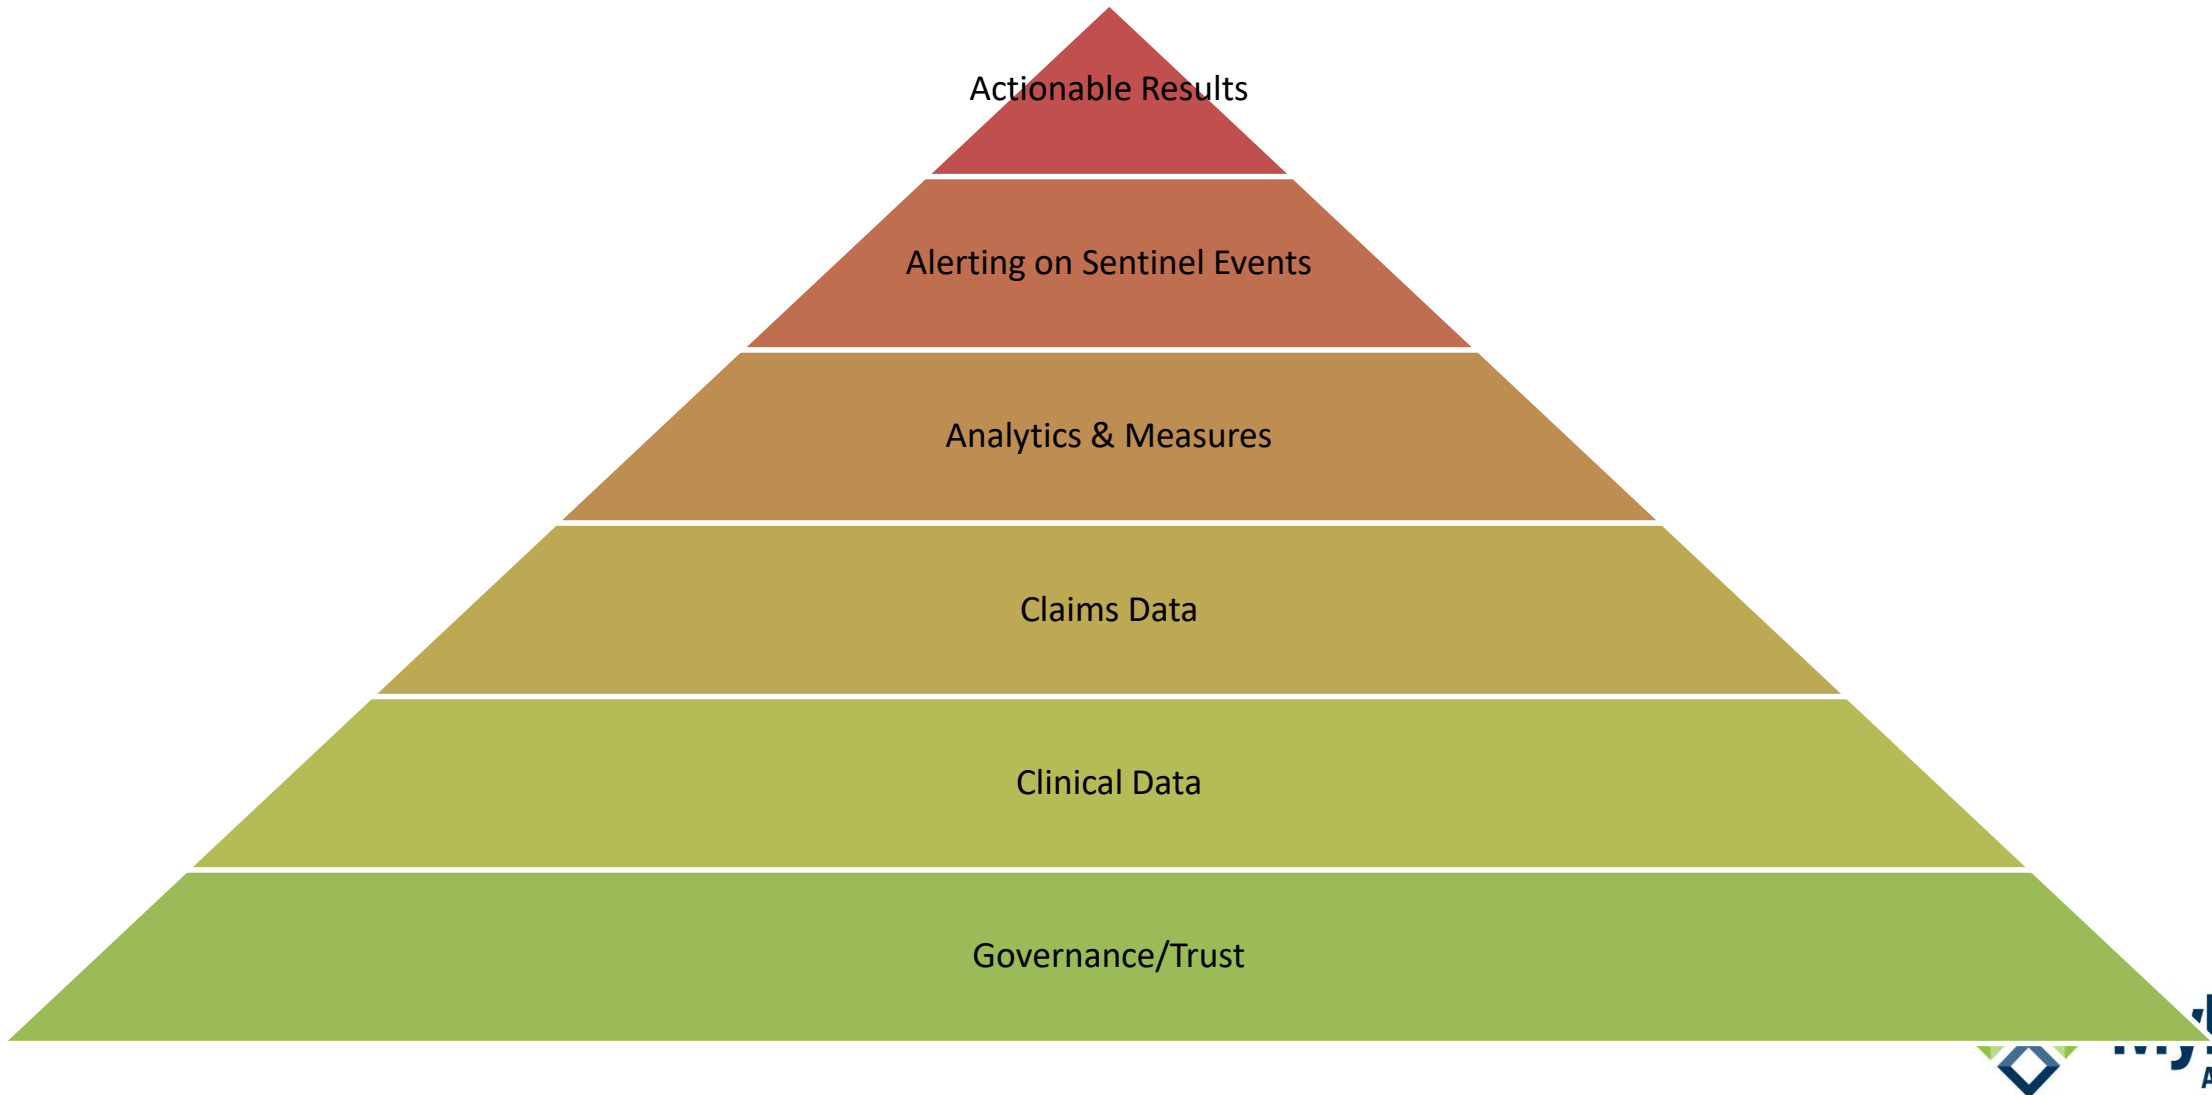 Actionable Results
Alerting on Sentinel Events
Analytics & Measures
Claims Data
Clinical Data
Governance/Trust